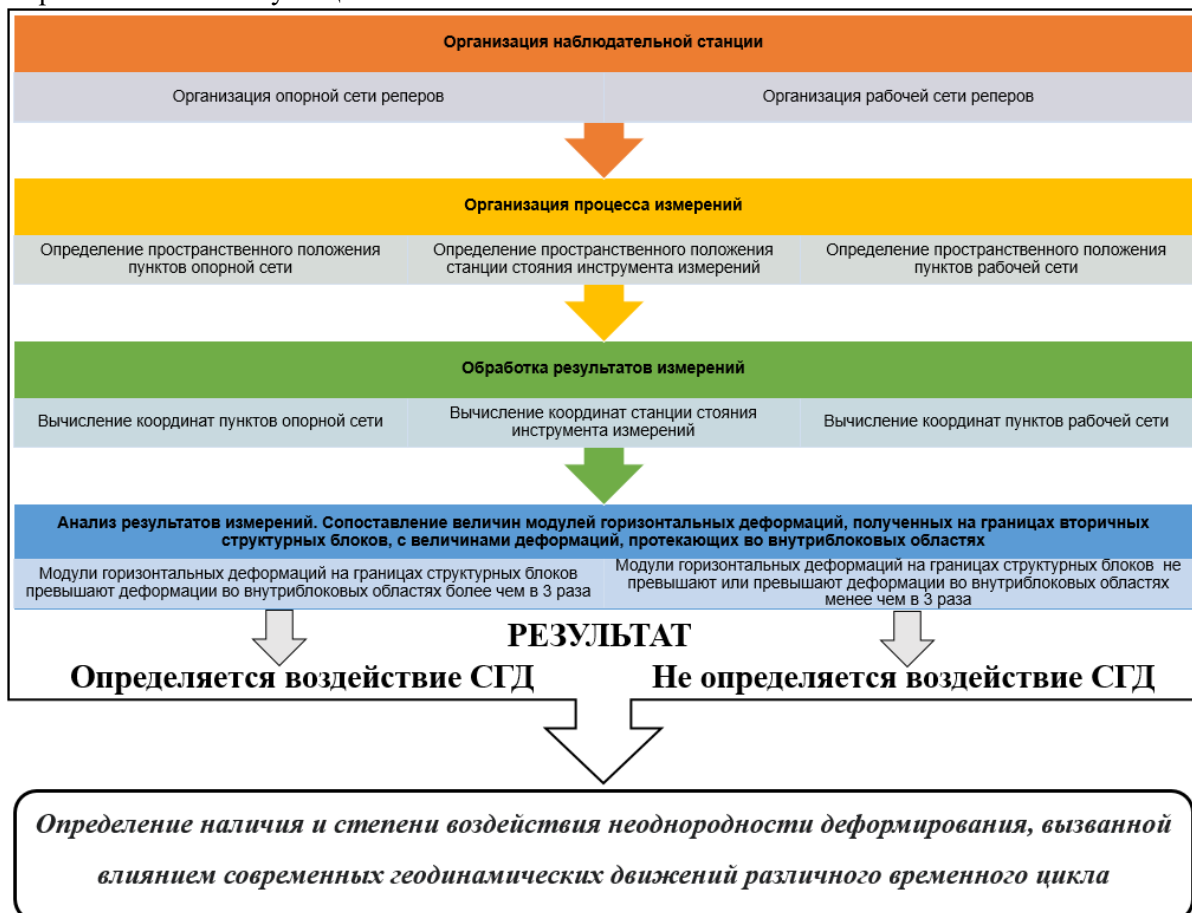 Организация наблюдательной станции
Организация опорной сети реперов
Организация рабочей сети реперов
Организация процесса измерений
Определение пространственного положения
пунктов опорной сети
Определение пространственного положения
станции стояния инструмента измерений
Определение пространственного положения
пунктов рабочей сети
Обработка результатов измерений
Вычисление координат пунктов опорной сети
Вычисление координат станции стояния
инструмента измерений
Вычисление координат пунктов рабочей сети
Анализ результатов измерений. Сопоставление величин модулей горизонтальных деформаций, полученных на границах вторичных
структурных блоков, с величинами деформаций, протекающих во внутриблоковых областях
Модули горизонтальных деформаций на границах структурных блоков
превышают деформации во внутриблоковых областях более чем в 3 раза
Модули горизонтальных деформаций на границах структурных блоков не
превышают или превышают деформации во внутриблоковых областях
менее чем в 3 раза
РЕЗУЛЬТАТ
Определяется воздействие СГД
Не определяется воздействие СГД
Определение наличия и степени воздействия неоднородности деформирования, вызванной
влиянием современных геодинамических движений различного временного цикла